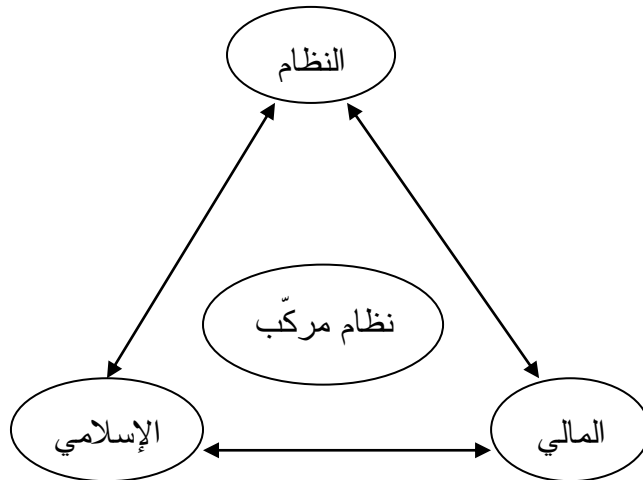 النظام
نظام مركّب
المالي
الإسلامي